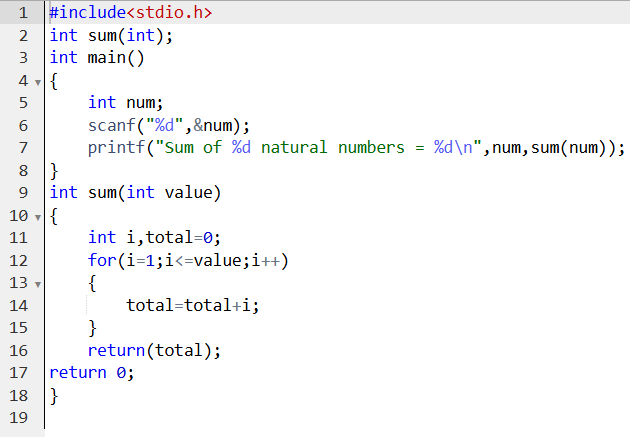 1 #include<stdio.h>
2 int sum(int);
3 int main()
4 {
5     int num;
6     scanf("%d",&num);
7     printf("Sum of %d natural numbers = %d\n",num,sum(num));
8 }
9 int sum(int value)
10 {
11     int i,total=0;
12     for(i=1;i<=value;i++)
13     {
14         total=total+i;
15     }
16     return(total);
17 return 0;
18 }
19